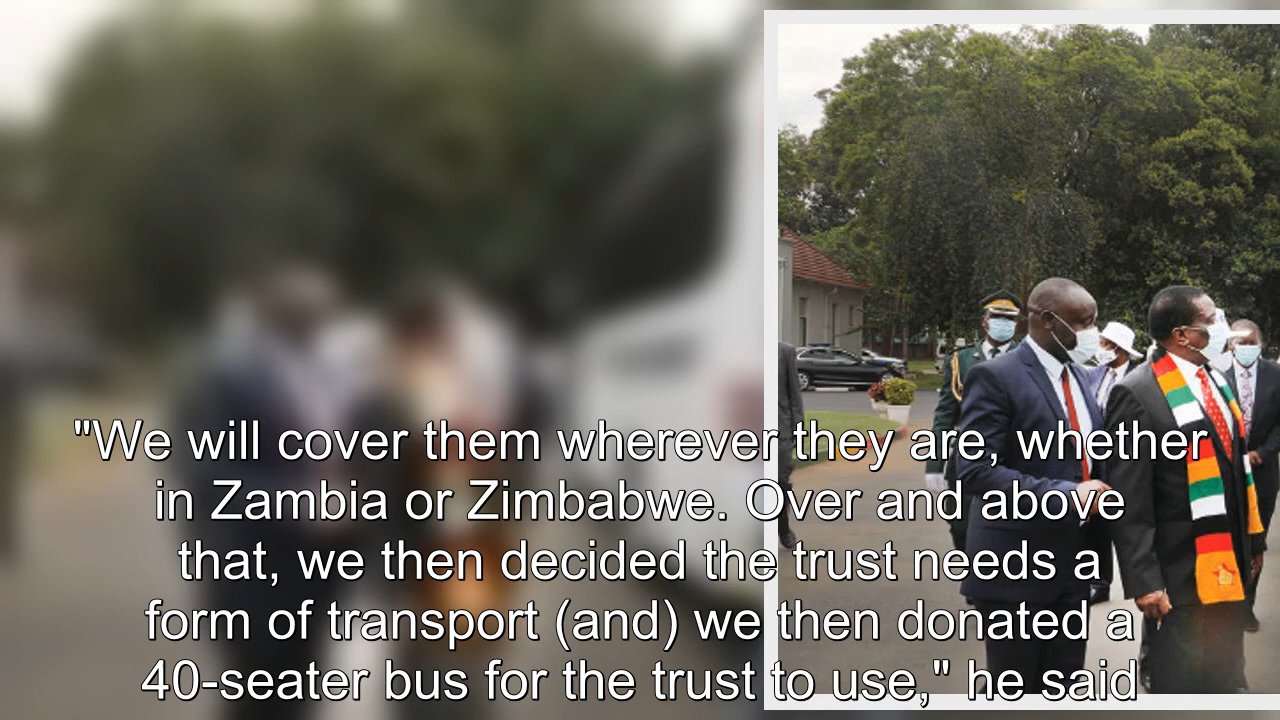 "We will cover them wherever they are, whether
in Zambia or Zimbabwe. Over and above
that, we then decided the trust needs a
form of transport (and) we then donated a
40-seater bus for the trust to use," he said